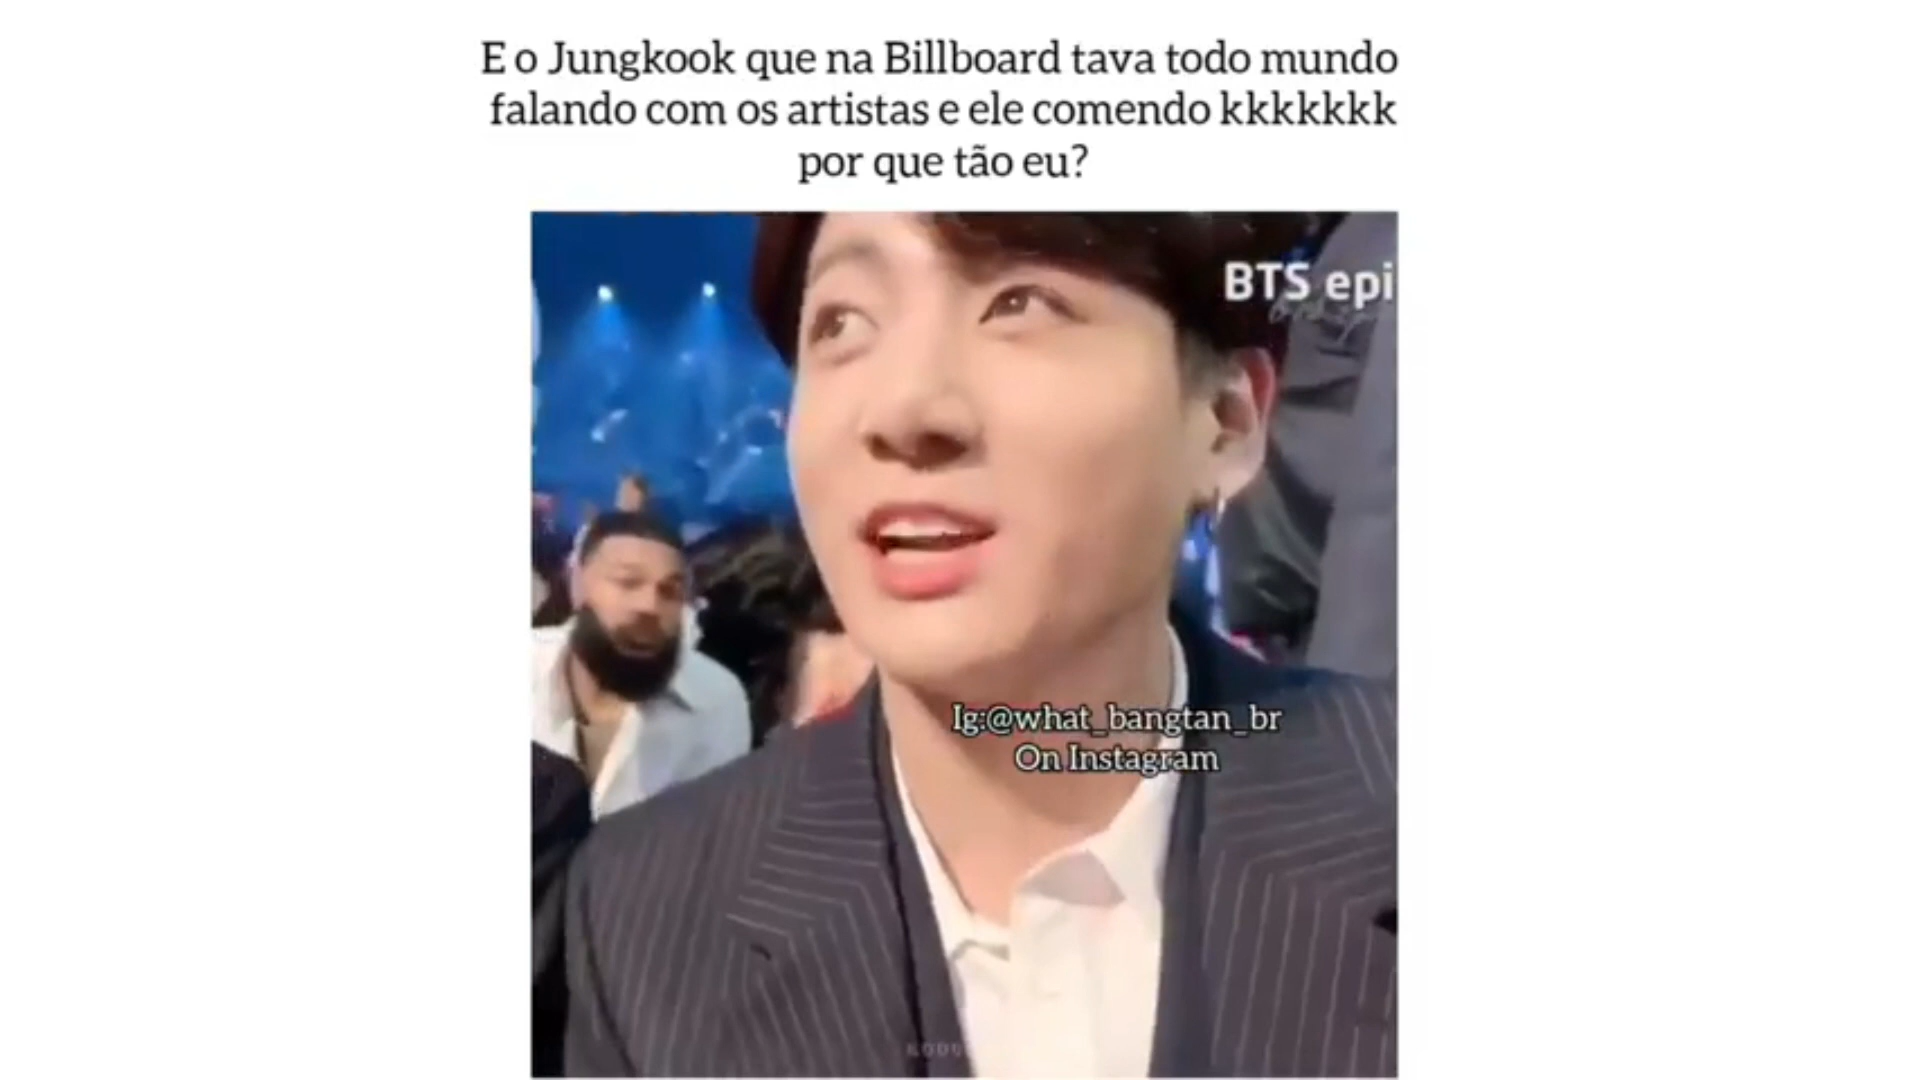 E o Jungkook que na Billboard tava todo mundo
falando com os artistas e ele comendo kkkkkkk
por que tão eu?
BTS epi
Ig:@what_bangtan_br
On Instagram